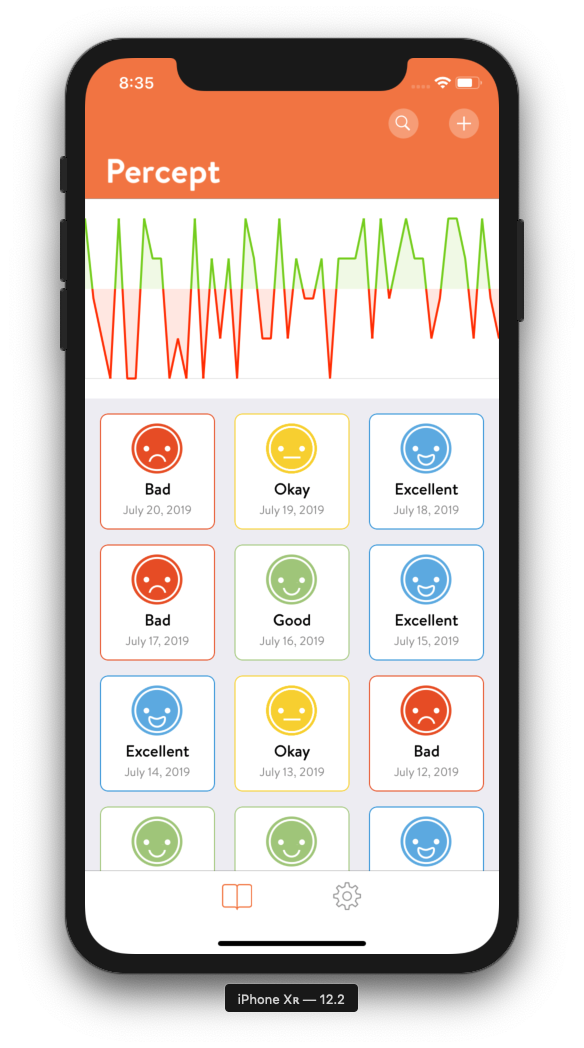 8:35
Percept
Bad
July 20, 2019
Okay
July 19, 2019
Excellent
July 18, 2019
Bad
July 17, 2019
Good
July 16, 2019
Excellent
July 15, 2019
Excellent
July 14, 2019
Okay
July 13, 2019
Bad
July 12, 2019
iPhone Xʀ — 12.2